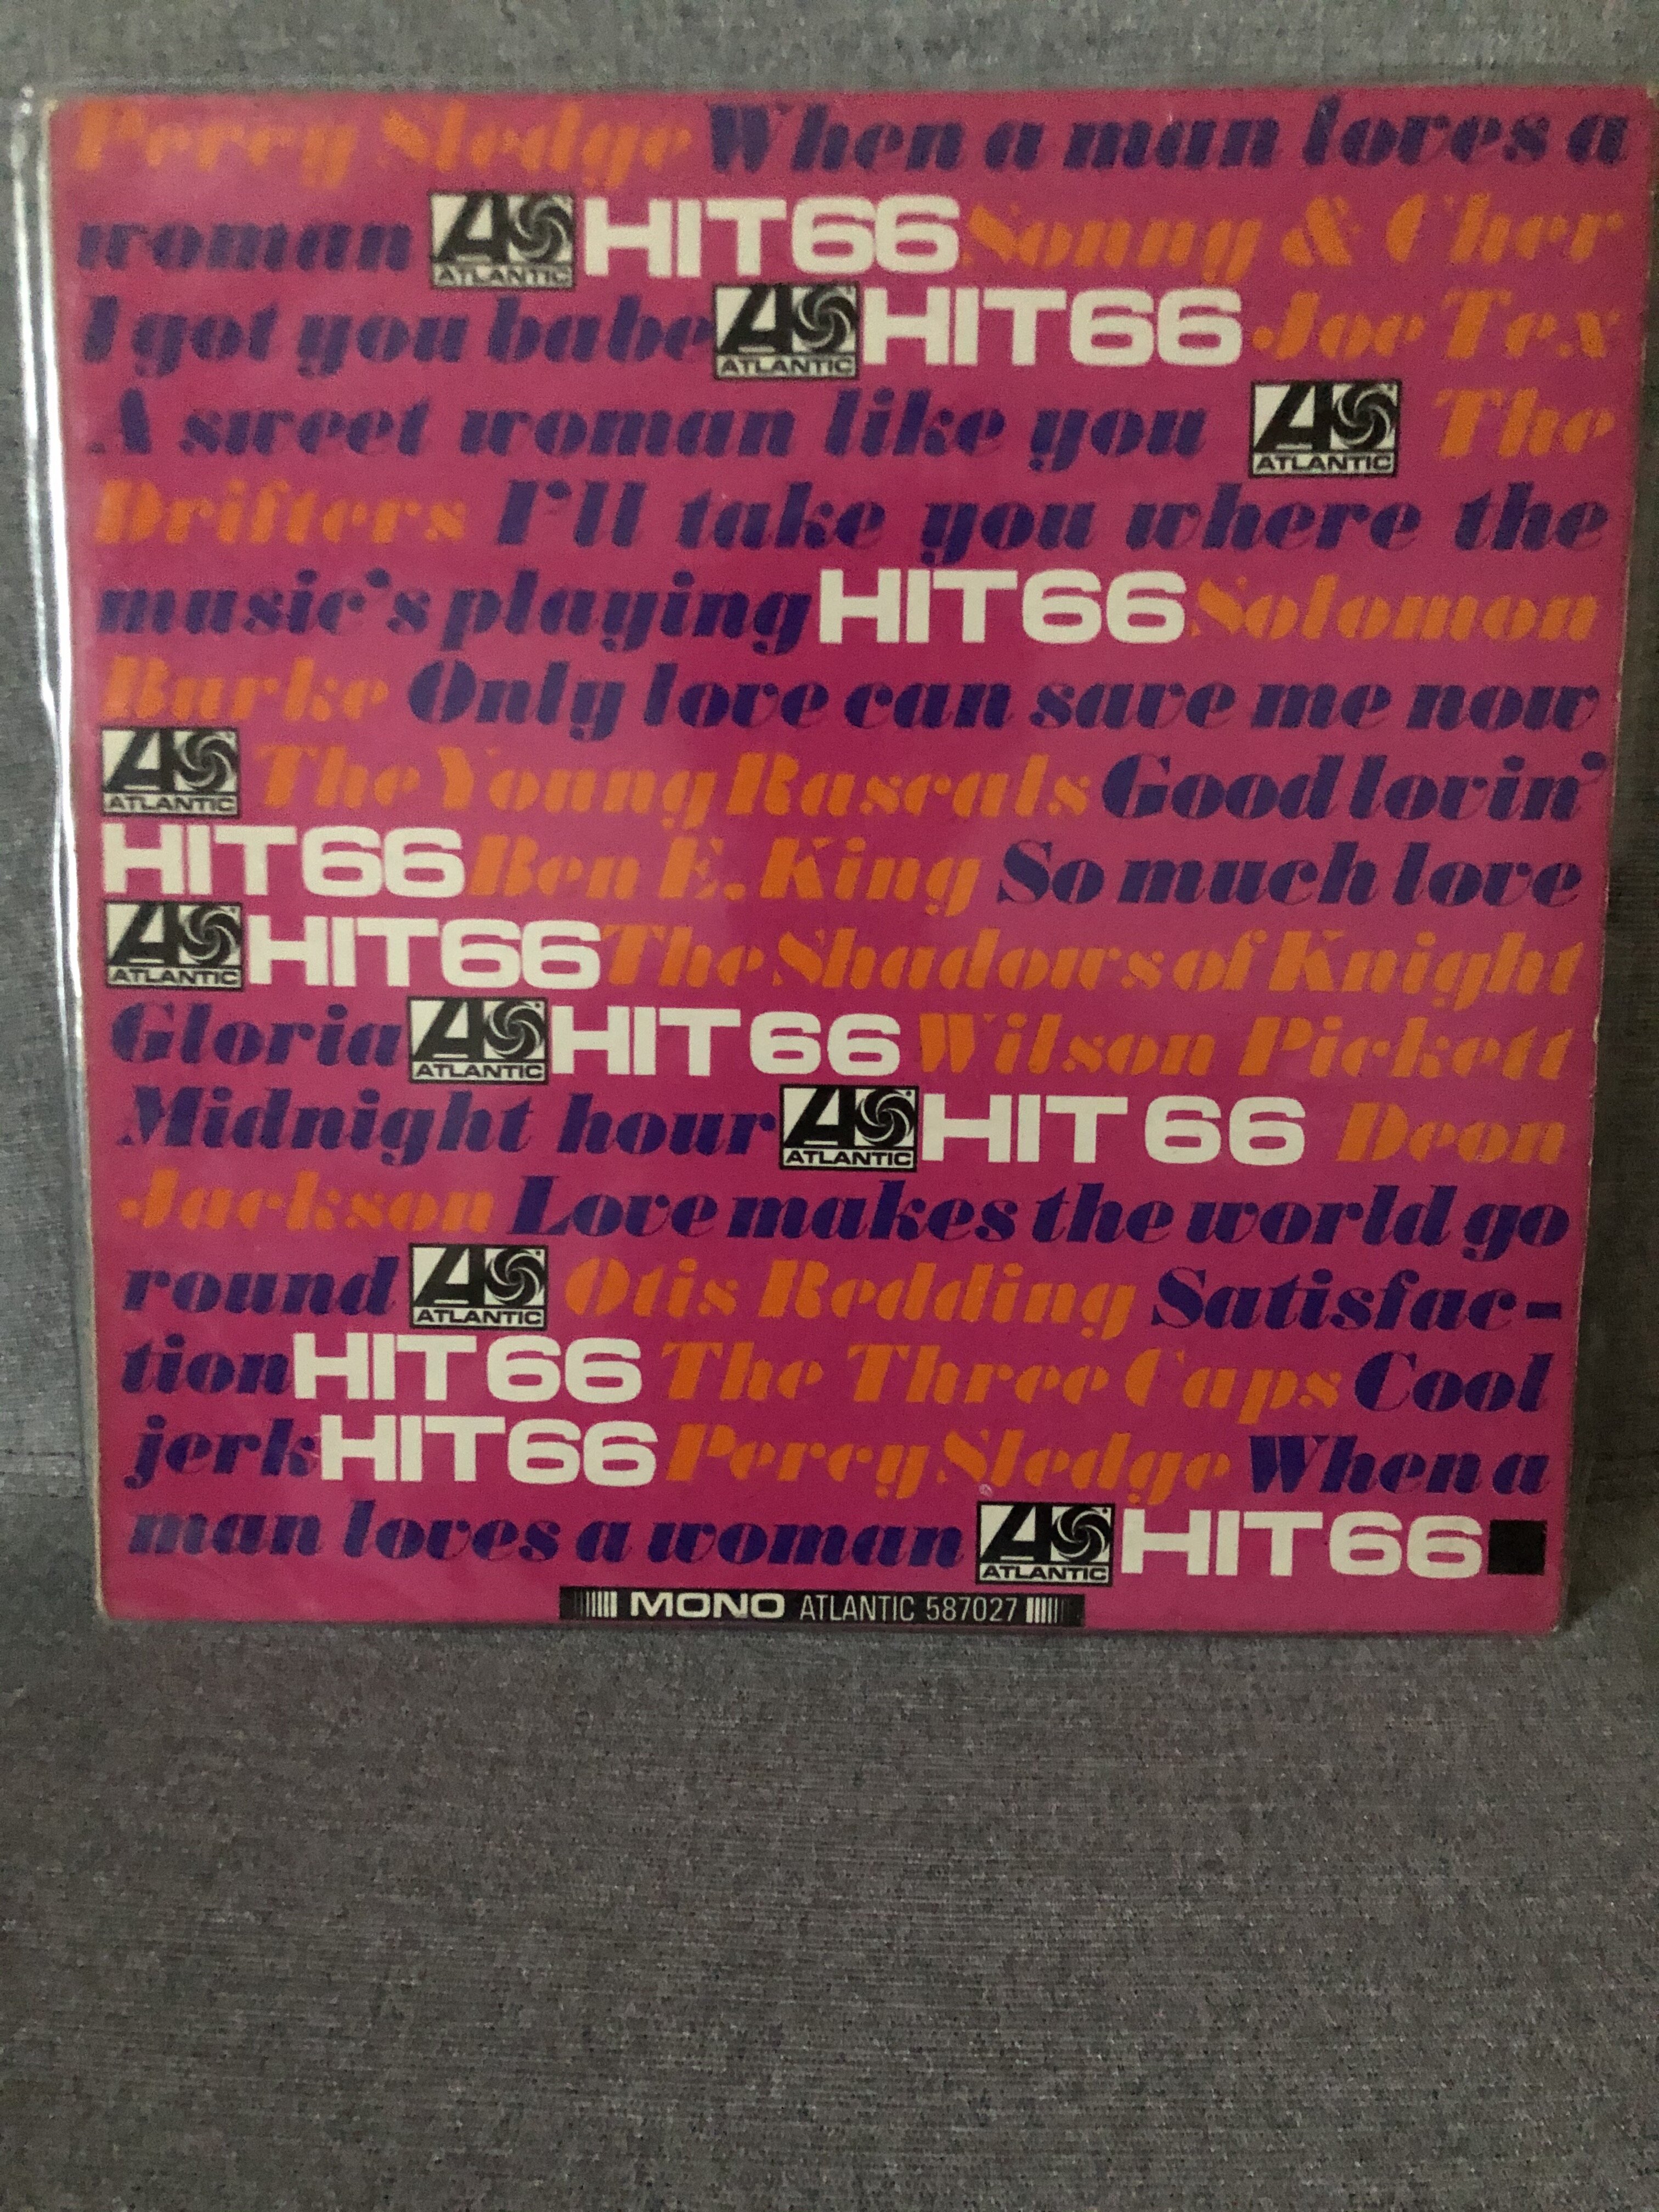 Percy Sledge When a man loves a
woman ATLANTIC HIT66 Sonny & Cher
I got you babe ATLANTIC HIT66 Joe Tex
A sweet woman like you ATLANTIC The
Drifters I'll take you where the
music's playing HIT66 Solomon
Burke Only love can save me now
ATLANTIC The Young Rascals Good lovin'
HIT66 Ben E. King So much love
ATLANTIC HIT66 The Shadows of Knight
Gloria ATLANTIC HIT66 Wilson Pickett
Midnight hour ATLANTIC HIT 66 Deon
Jackson Love makes the world go
round ATLANTIC Otis Redding Satisfac-
tion HIT66 The Three Caps Cool
jerk HIT66 Percy Sledge When a
man loves a woman ATLANTIC HIT66
MONO ATLANTIC 587027